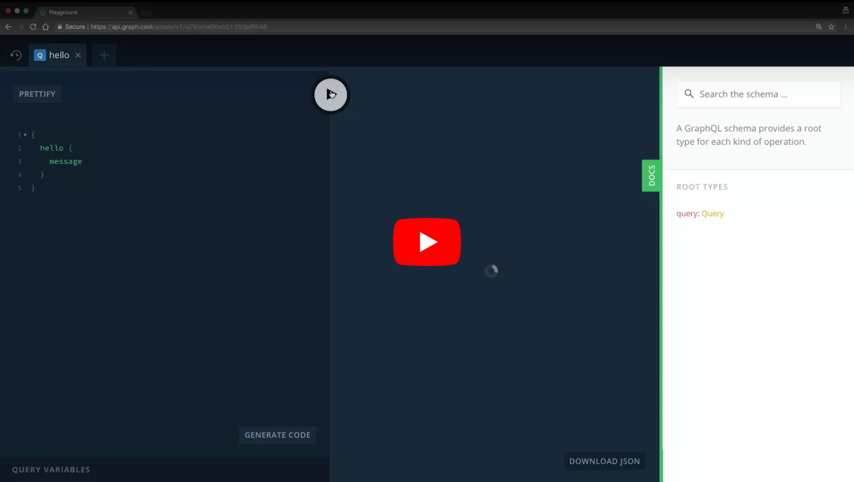 Playground
Secure https://api.graph.cool/simple/v1/
hello
PRETTIFY
Search the schema ...
A GraphQL schema provides a root
type for each kind of operation.
1 {
2 hello {
3 message
4 }
5 }
DOCS
ROOT TYPES
query: Query
GENERATE CODE
DOWNLOAD JSON
QUERY VARIABLES